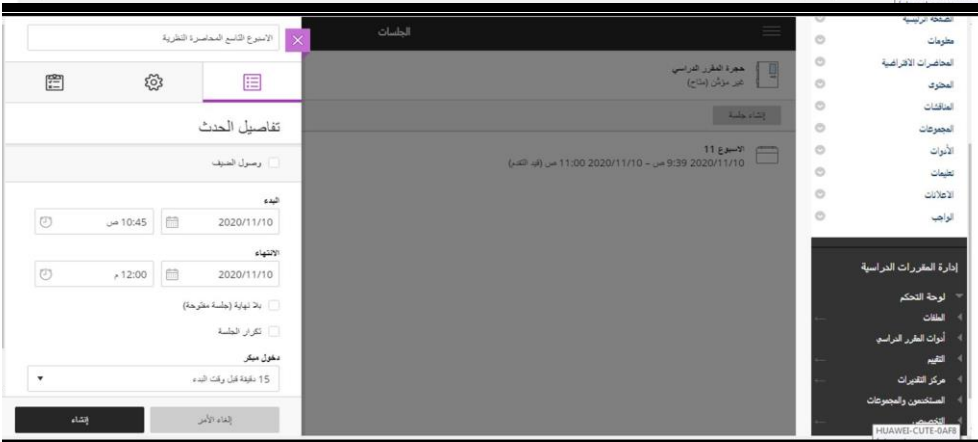 الصفحة الرئيسية
معلومات
المحاضرات الافتراضية
المحتوى
المناقشات
المجموعات
الأدوات
تعليمات
الاعلانات
الواجب
إدارة المقررات الدراسية
لوحة التحكم
الملفات
أدوات المقرر الدراسي
التقييم
مركز التقديرات
المستخدمون والمجموعات
التخصيص
HUAWEI-CUTE-0AF8
الجلسات
حجرة المقرر الدراسي
غير مؤمَّن (متاح)
إنشاء جلسة
الاسبوع 11
2020/11/10 9:39 ص – 2020/11/10 11:00 ص (قيد التقدم)
الاسبوع التاسع المحاصرة النظرية
تفاصيل الحدث
وصول الضيف
البدء
2020/11/10 10:45 ص
الانتهاء
2020/11/10 12:00 م
بلا نهاية (جلسة مفتوحة)
تكرار الجلسة
دخول مبكر
15 دقيقة قبل وقت البدء
إلغاء الأمر
إنشاء